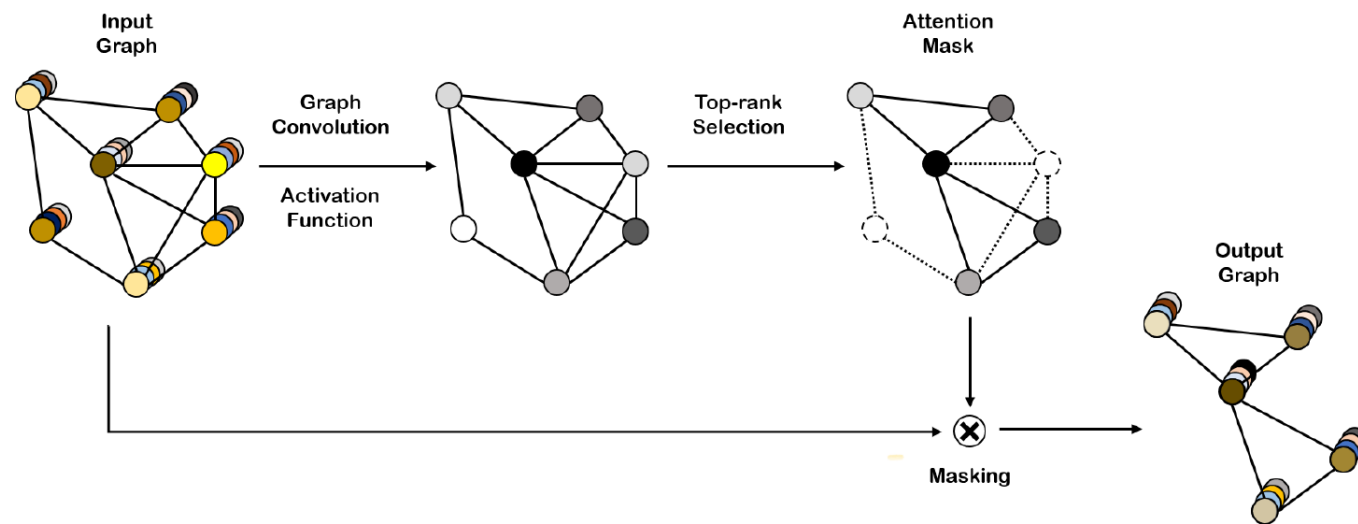 Input
Graph
Graph
Convolution
Activation
Function
Top-rank
Selection
Attention
Mask
Output
Graph
Masking